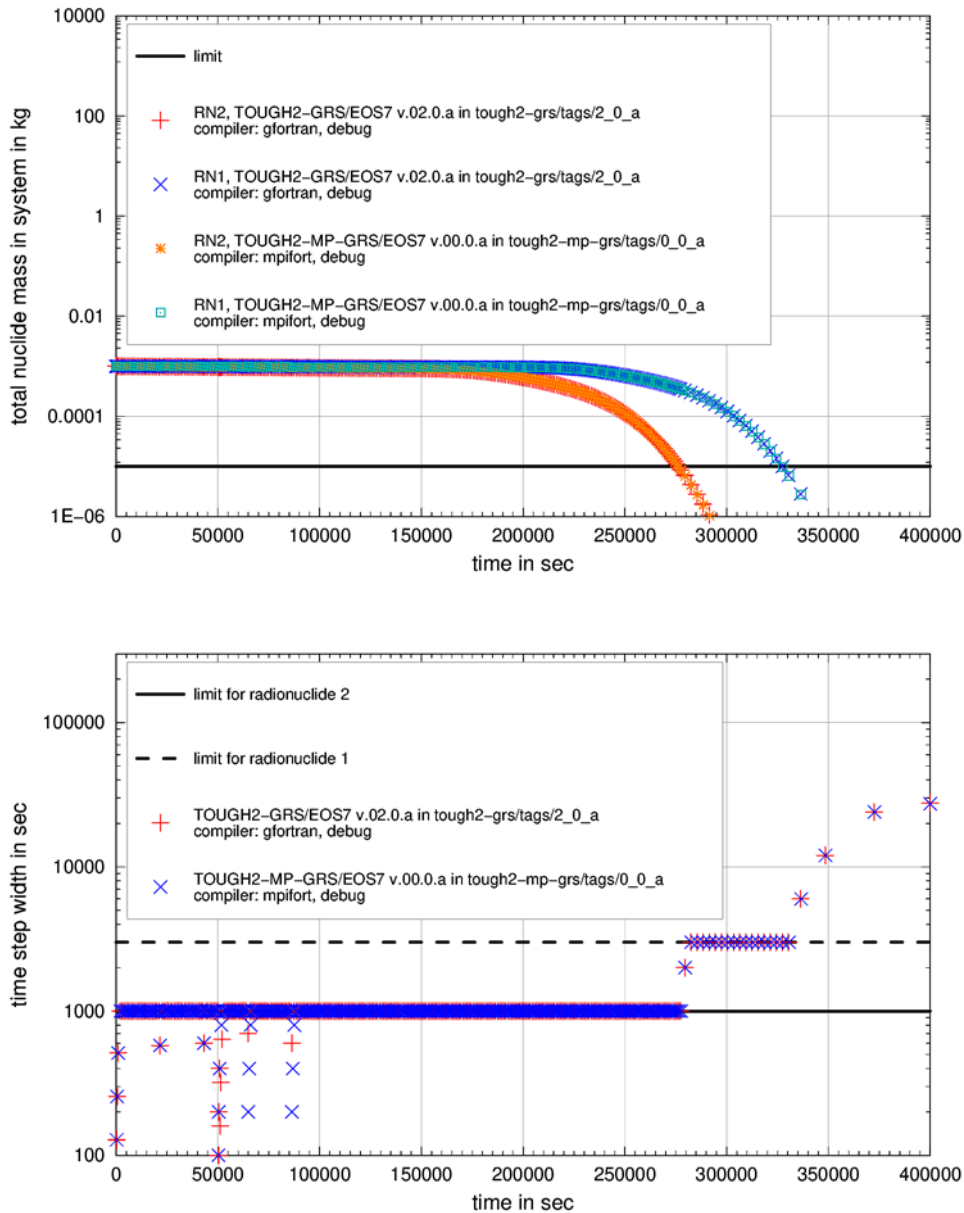 10000
100
1
0.01
0.0001
1E−06
total nuclide mass in system in kg
limit
RN2, TOUGH2−GRS/EOS7 v.02.0.a in tough2−grs/tags/2_0_a
compiler: gfortran, debug
RN1, TOUGH2−GRS/EOS7 v.02.0.a in tough2−grs/tags/2_0_a
compiler: gfortran, debug
RN2, TOUGH2−MP−GRS/EOS7 v.00.0.a in tough2−mp−grs/tags/0_0_a
compiler: mpifort, debug
RN1, TOUGH2−MP−GRS/EOS7 v.00.0.a in tough2−mp−grs/tags/0_0_a
compiler: mpifort, debug
0 50000 100000 150000 200000 250000 300000 350000 400000
time in sec
100000
10000
1000
100
time step width in sec
limit for radionuclide 2
limit for radionuclide 1
TOUGH2−GRS/EOS7 v.02.0.a in tough2−grs/tags/2_0_a
compiler: gfortran, debug
TOUGH2−MP−GRS/EOS7 v.00.0.a in tough2−mp−grs/tags/0_0_a
compiler: mpifort, debug
0 50000 100000 150000 200000 250000 300000 350000 400000
time in sec